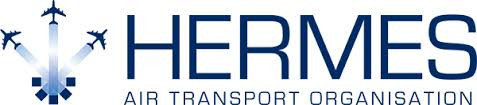 HERMES
AIR TRANSPORT ORGANISATION